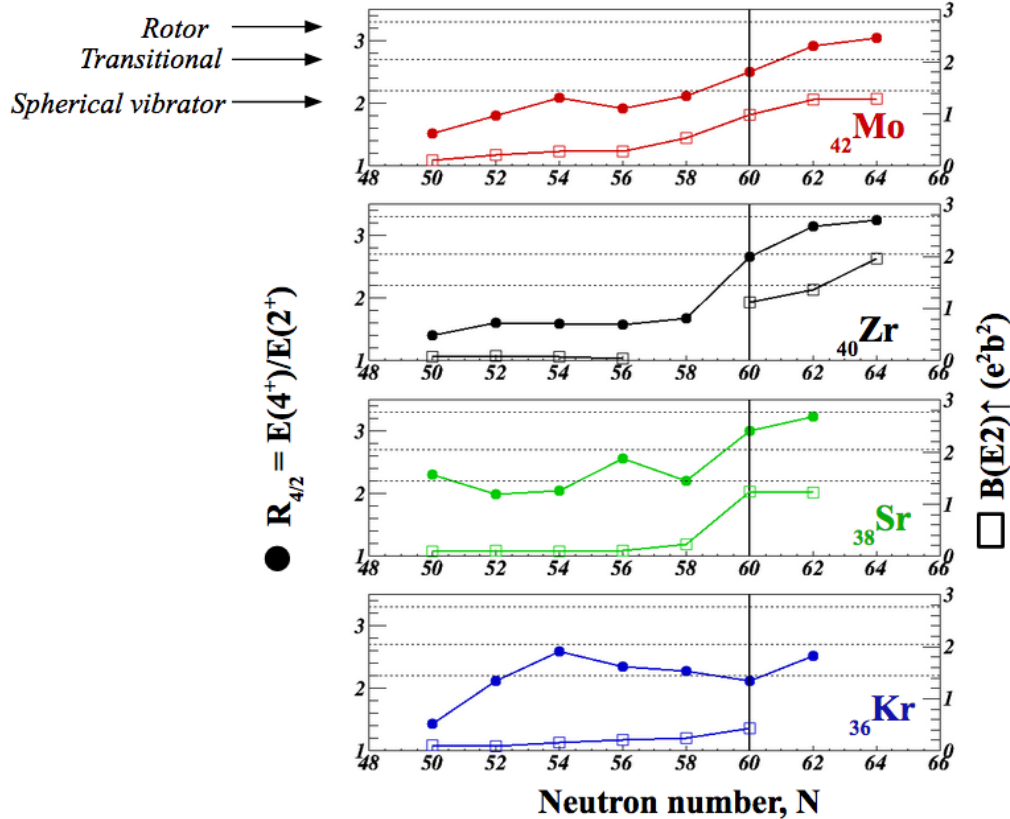 Rotor
Transitional
Spherical vibrator
3
2
1
3
2
1
0
48 50 52 54 56 58 60 62 64 66
₄₂Mo
3
2
1
3
2
1
0
48 50 52 54 56 58 60 62 64 66
₄₀Zr
3
2
1
3
2
1
0
48 50 52 54 56 58 60 62 64 66
₃₈Sr
3
2
1
3
2
1
0
48 50 52 54 56 58 60 62 64 66
₃₆Kr
R₄/₂ = E(4⁺)/E(2⁺)
B(E2)↑ (e²b²)
Neutron number, N